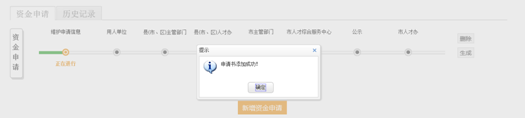 资金申请 历史记录
资金申请
维护申请信息 用人单位 县(市、区)主管部门 县(市、区)人才办 市主管部门 市人才综合服务中心 公示 市人才办
正在进行
删除
生成
提示
申请书添加成功!
确定
新增资金申请